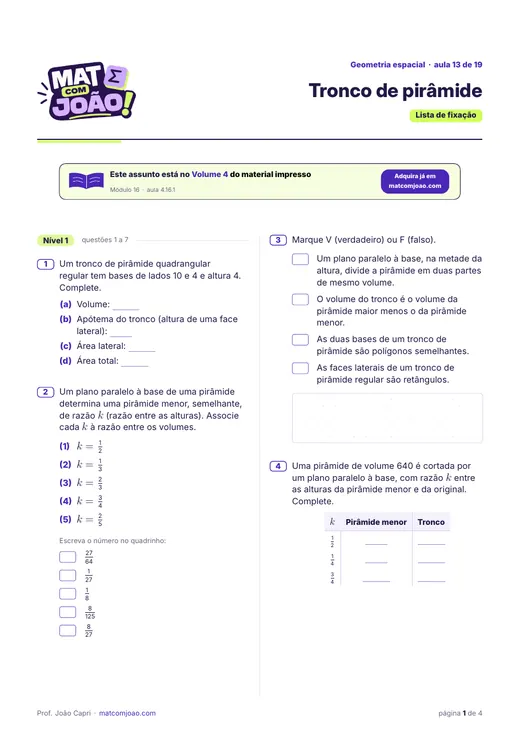 MAT Σ
COM
JOÃO!
Geometria espacial · aula 13 de 19
Tronco de pirâmide
Lista de fixação
Este assunto está no Volume 4 do material impresso
Módulo 16 · aula 4.16.1
Adquira já em
matcomjoao.com
Nível 1 questões 1 a 7
1 Um tronco de pirâmide quadrangular
regular tem bases de lados 10 e 4 e altura 4.
Complete.
(a) Volume: ____
(b) Apótema do tronco (altura de uma face
lateral): ____
(c) Área lateral: ____
(d) Área total: ____
2 Um plano paralelo à base de uma pirâmide
determina uma pirâmide menor, semelhante,
de razão k (razão entre as alturas). Associe
cada k à razão entre os volumes.
(1) k = 1/2
(2) k = 1/3
(3) k = 2/3
(4) k = 3/4
(5) k = 2/5
Escreva o número no quadrinho:
27/64
1/27
1/8
8/125
8/27
3 Marque V (verdadeiro) ou F (falso).
Um plano paralelo à base, na metade da
altura, divide a pirâmide em duas partes
de mesmo volume.
O volume do tronco é o volume da
pirâmide maior menos o da pirâmide
menor.
As duas bases de um tronco de
pirâmide são polígonos semelhantes.
As faces laterais de um tronco de
pirâmide regular são retângulos.
4 Uma pirâmide de volume 640 é cortada por
um plano paralelo à base, com razão k entre
as alturas da pirâmide menor e da original.
Complete.
k Pirâmide menor Tronco
1/2 ____ ____
1/4 ____ ____
3/4 ____ ____
Prof. João Capri · matcomjoao.com
página 1 de 4